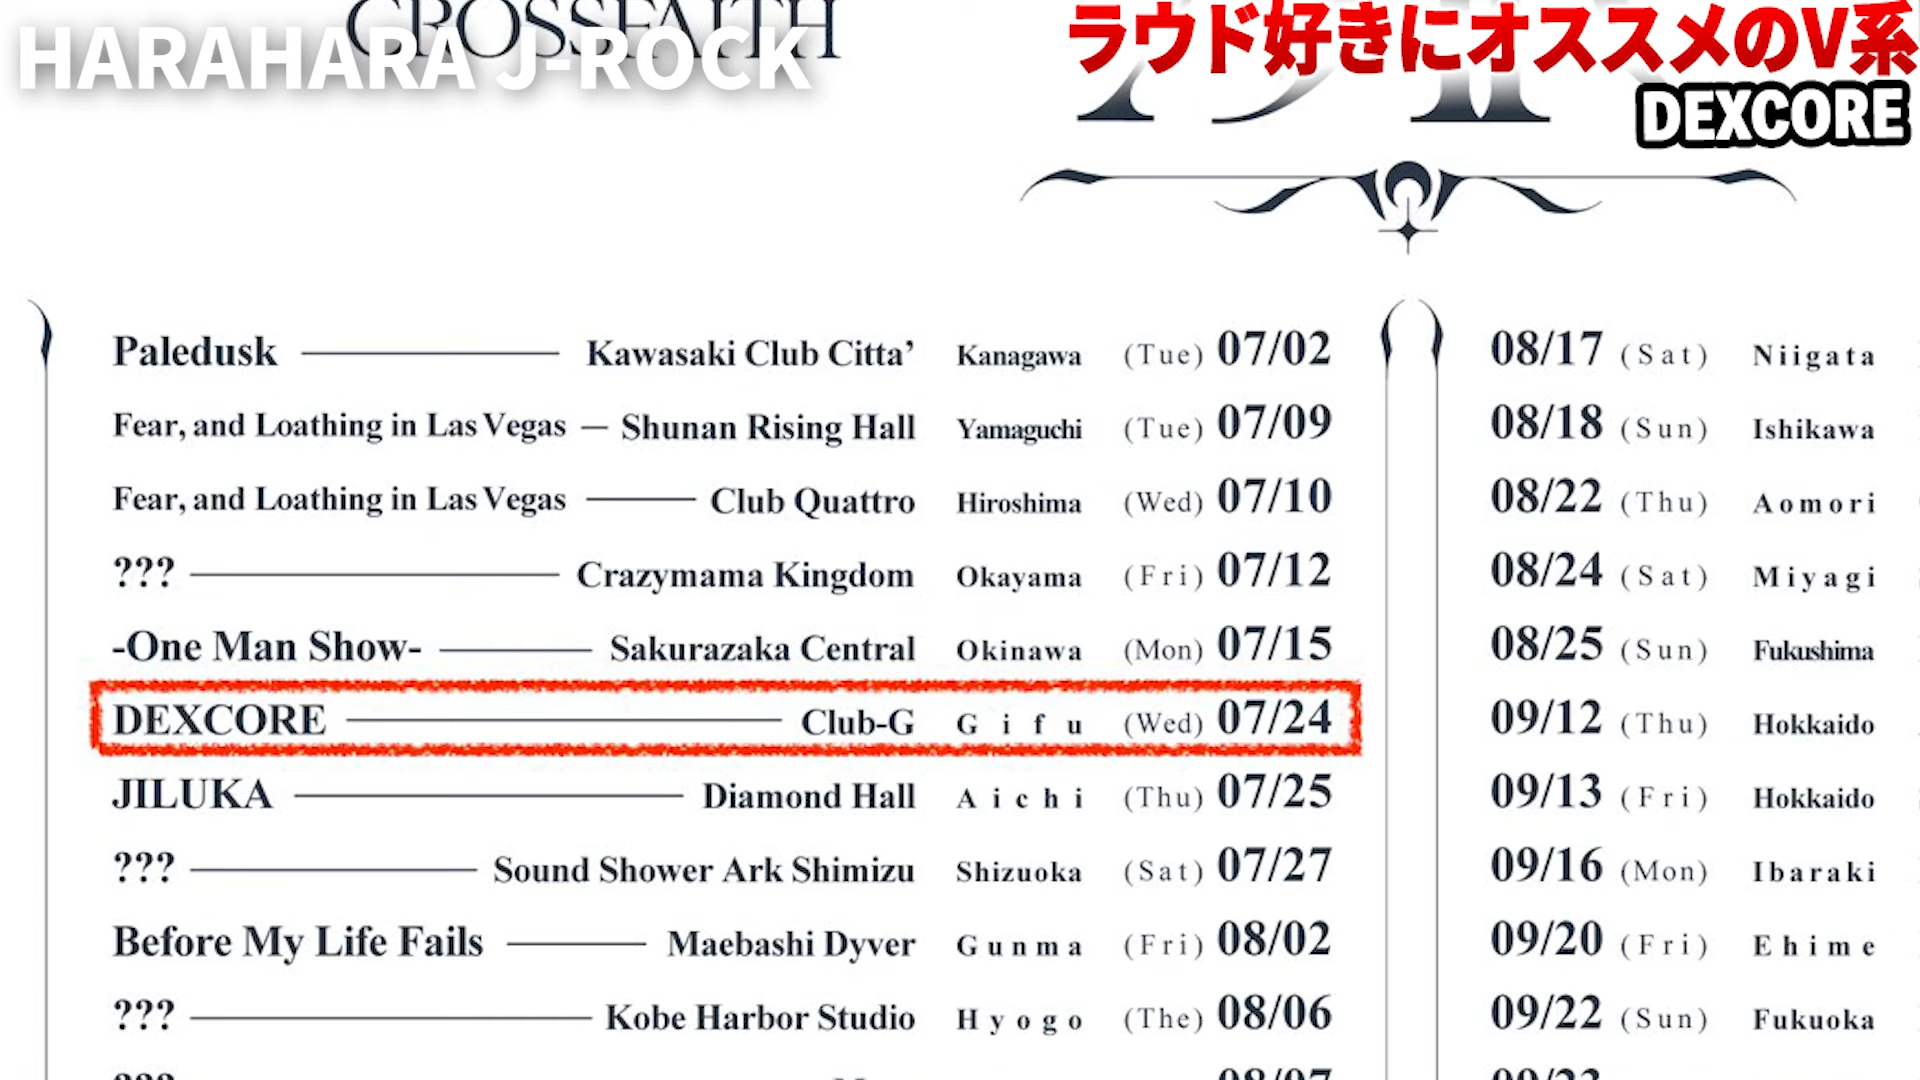 CROSSFAITH
HARAHARA J-ROCK
ラウド好きにオススメのV系
DEXCORE
Paledusk Kawasaki Club Citta’ Kanagawa (Tue) 07/02
Fear, and Loathing in Las Vegas Shunan Rising Hall Yamaguchi (Tue) 07/09
Fear, and Loathing in Las Vegas Club Quattro Hiroshima (Wed) 07/10
??? Crazymama Kingdom Okayama (Fri) 07/12
-One Man Show- Sakurazaka Central Okinawa (Mon) 07/15
DEXCORE Club-G Gifu (Wed) 07/24
JILUKA Diamond Hall Aichi (Thu) 07/25
??? Sound Shower Ark Shimizu Shizuoka (Sat) 07/27
Before My Life Fails Maebashi Dyver Gunma (Fri) 08/02
??? Kobe Harbor Studio Hyogo (The) 08/06
08/17 (Sat) Niigata
08/18 (Sun) Ishikawa
08/22 (Thu) Aomori
08/24 (Sat) Miyagi
08/25 (Sun) Fukushima
09/12 (Thu) Hokkaido
09/13 (Fri) Hokkaido
09/16 (Mon) Ibaraki
09/20 (Fri) Ehime
09/22 (Sun) Fukuoka